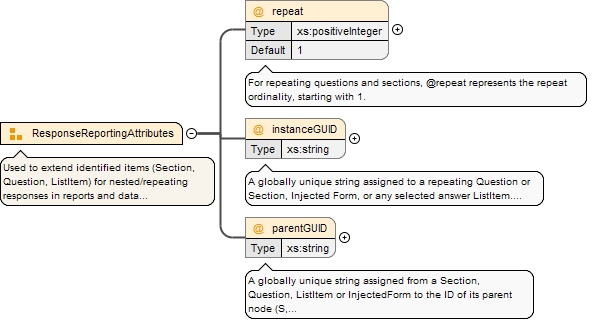 @ repeat
Type xs:positiveInteger
Default 1
For repeating questions and sections, @repeat represents the repeat
ordinality, starting with 1.
ResponseReportingAttributes
Used to extend identified items (Section,
Question, ListItem) for nested/repeating
responses in reports and data...
@ instanceGUID
Type xs:string
A globally unique string assigned to a repeating Question or
Section, Injected Form, or any selected answer ListItem....
@ parentGUID
Type xs:string
A globally unique string assigned from a Section,
Question, ListItem or InjectedForm to the ID of its parent
node (S,...